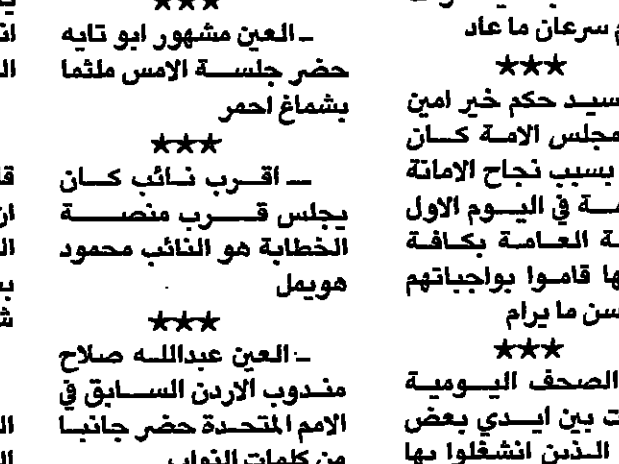 م سرعان ما عاد
★★★
سيد حكم خير امين
مجلس الامة كان
بسبب نجاح الامانة
في اليوم الاول
ة العامة بكافة
ها قاموا بواجباتهم
سن ما يرام
★★★
الصحف اليومية
ت بين ايدي بعض
الذين انشغلوا بها
★★★
ـ العين مشهور ابو تايه
حضر جلسة الامس ملثما
بشماغ احمر
★★★
ـ اقرب نائب كان
يجلس قرب منصة
الخطابة هو النائب محمود
هويمل
★★★
ـ العين عبدالله صلاح
مندوب الاردن السابق في
الامم المتحدة حضر جانبا
من كلمات النواب